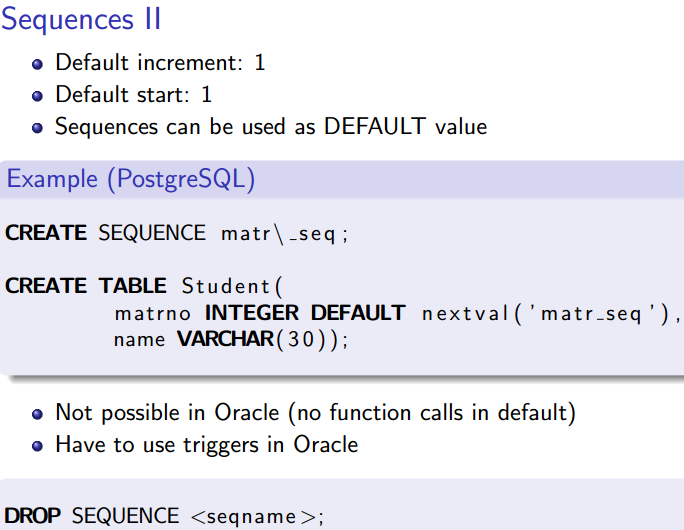 Sequences II
Default increment: 1
Default start: 1
Sequences can be used as DEFAULT value
Example (PostgreSQL)
CREATE SEQUENCE matr\_seq;
CREATE TABLE Student(
matrno INTEGER DEFAULT nextval('matr_seq'),
name VARCHAR(30));
Not possible in Oracle (no function calls in default)
Have to use triggers in Oracle
DROP SEQUENCE <seqname>;